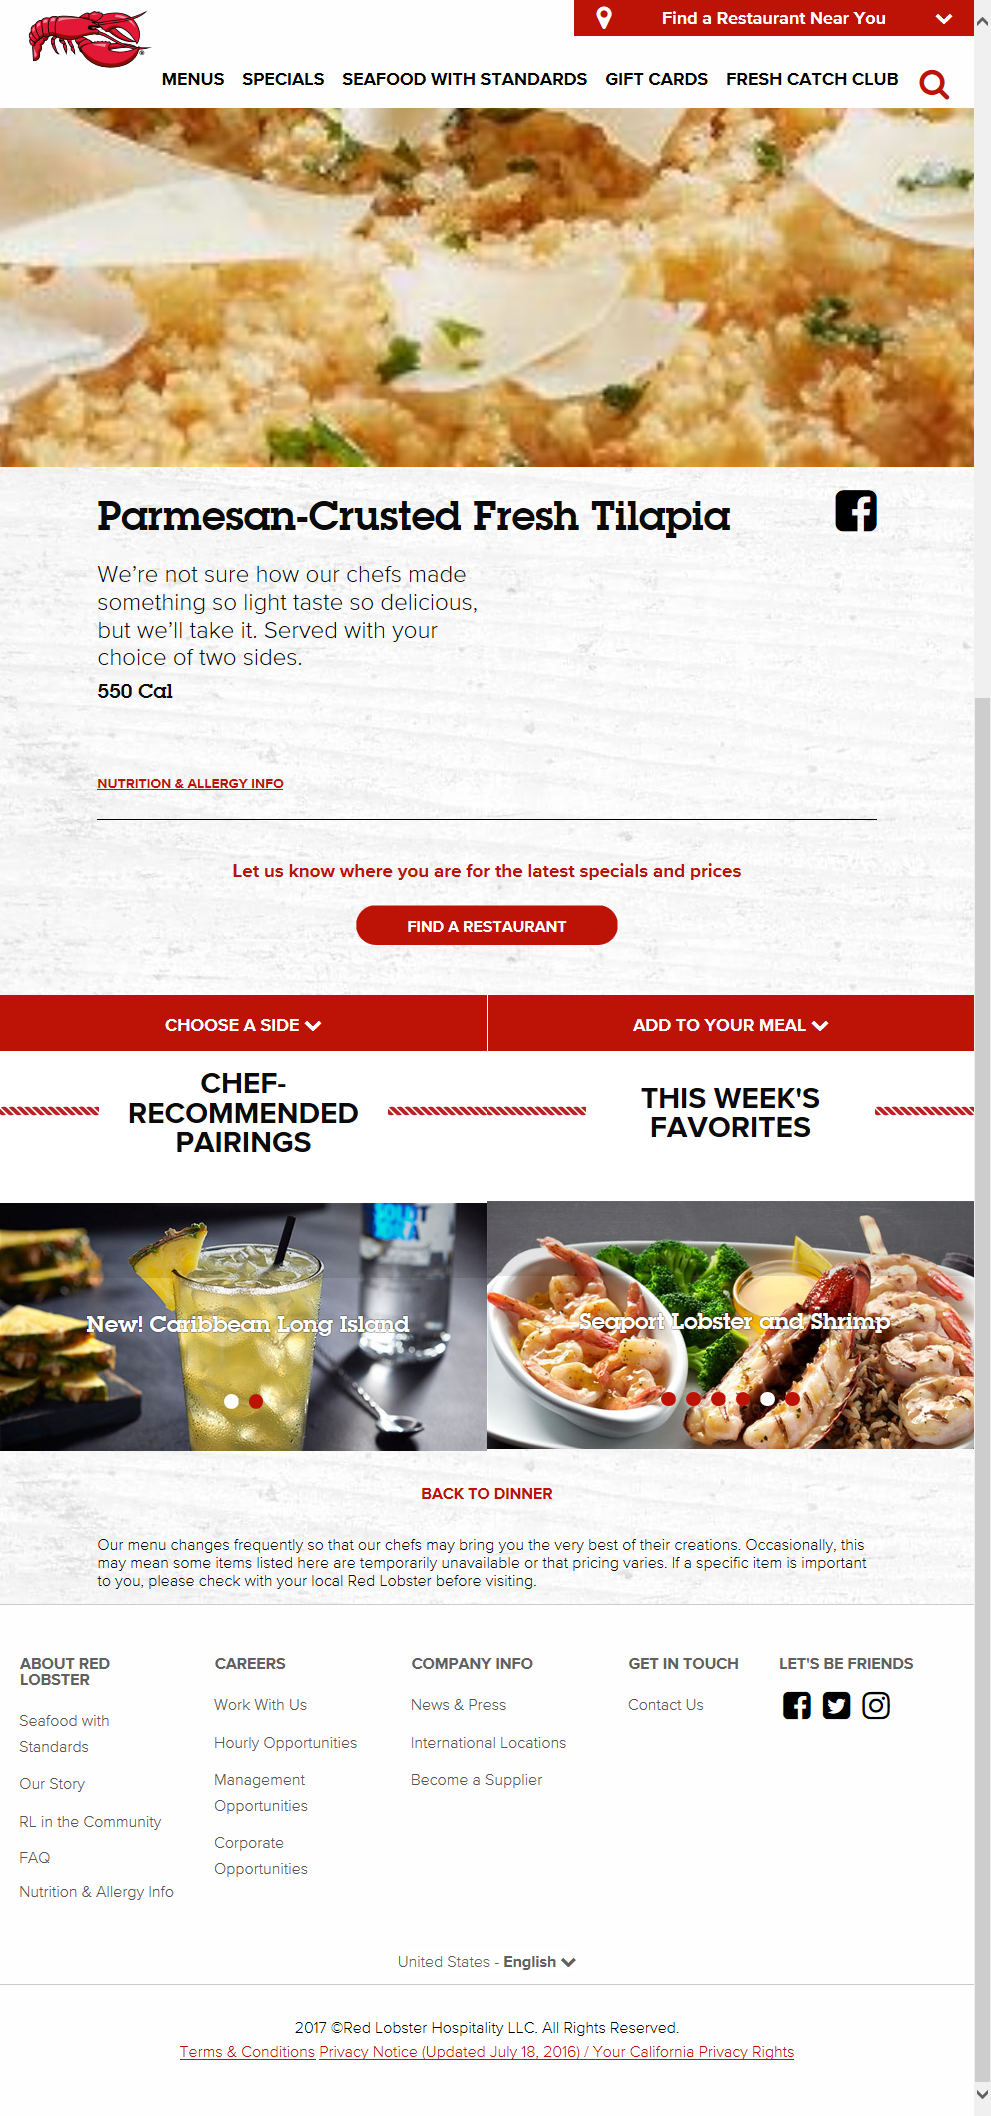 Find a Restaurant Near You
MENUS SPECIALS SEAFOOD WITH STANDARDS GIFT CARDS FRESH CATCH CLUB
Parmesan-Crusted Fresh Tilapia
We're not sure how our chefs made
something so light taste so delicious,
but we'll take it. Served with your
choice of two sides.
550 Cal
NUTRITION & ALLERGY INFO
Let us know where you are for the latest specials and prices
FIND A RESTAURANT
CHOOSE A SIDE
ADD TO YOUR MEAL
CHEF-
RECOMMENDED
PAIRINGS
THIS WEEK'S
FAVORITES
New! Caribbean Long Island
Seaport Lobster and Shrimp
BACK TO DINNER
Our menu changes frequently so that our chefs may bring you the very best of their creations. Occasionally, this
may mean some items listed here are temporarily unavailable or that pricing varies. If a specific item is important
to you, please check with your local Red Lobster before visiting.
ABOUT RED
LOBSTER
Seafood with
Standards
Our Story
RL in the Community
FAQ
Nutrition & Allergy Info
CAREERS
Work With Us
Hourly Opportunities
Management
Opportunities
Corporate
Opportunities
COMPANY INFO
News & Press
International Locations
Become a Supplier
GET IN TOUCH
Contact Us
LET'S BE FRIENDS
United States - English
2017 ©Red Lobster Hospitality LLC. All Rights Reserved.
Terms & Conditions Privacy Notice (Updated July 18, 2016) / Your California Privacy Rights